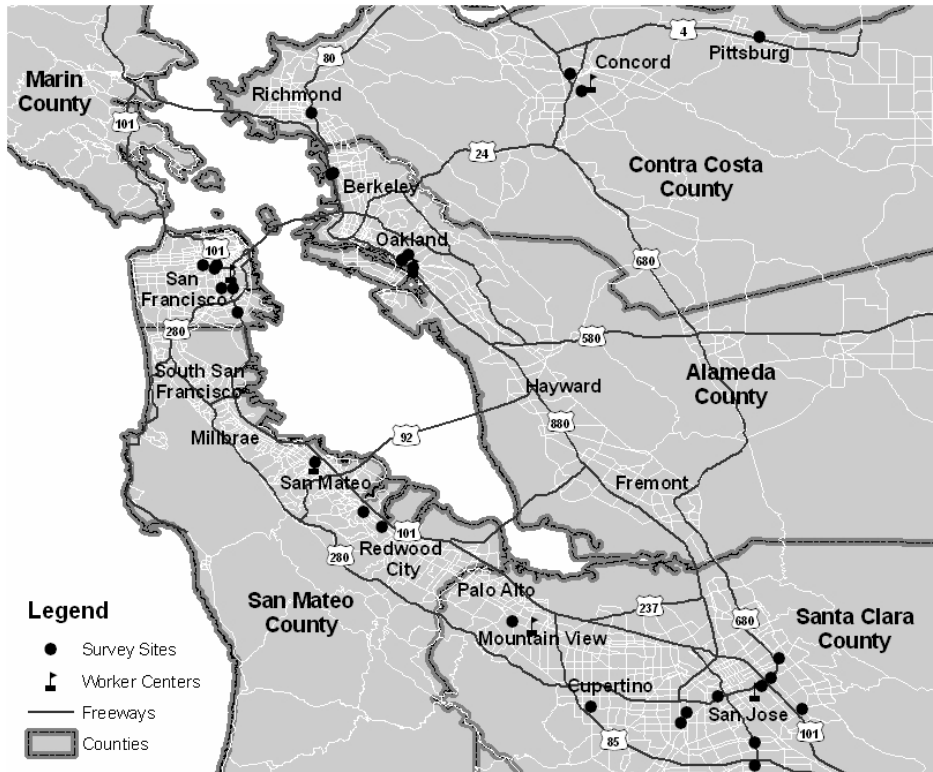 4
Pittsburg
Concord
80
Marin
County
Richmond
101
24
Contra Costa
County
Berkeley
Oakland
101
680
San
Francisco
280
580
South San
Francisco
Alameda
County
Hayward
Millbrae
92
880
San Mateo
Fremont
101
280
Redwood
City
Palo Alto
San Mateo
County
237
Santa Clara
County
680
Mountain View
Cupertino
San Jose
85
101
Legend
Survey Sites
Worker Centers
Freeways
Counties